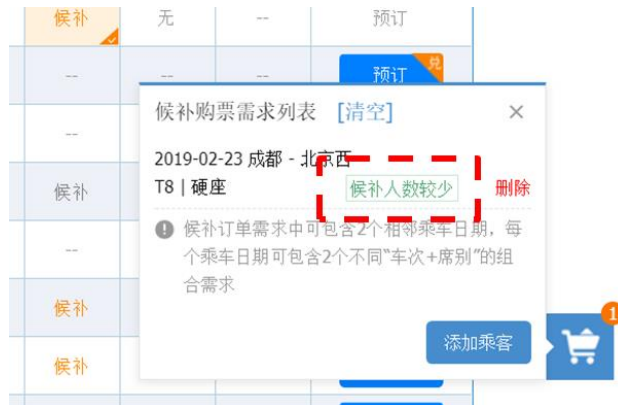 候补 无 -- 预订
-- -- -- 预订 兑
候补购票需求列表 [清空] ×
--
2019-02-23 成都 - 北京西
T8 | 硬座 候补人数较少 删除
候补
! 候补订单需求中可包含2个相邻乘车日期，每
个乘车日期可包含2个不同“车次+席别”的组
合需求
--
候补
1
添加乘客
候补